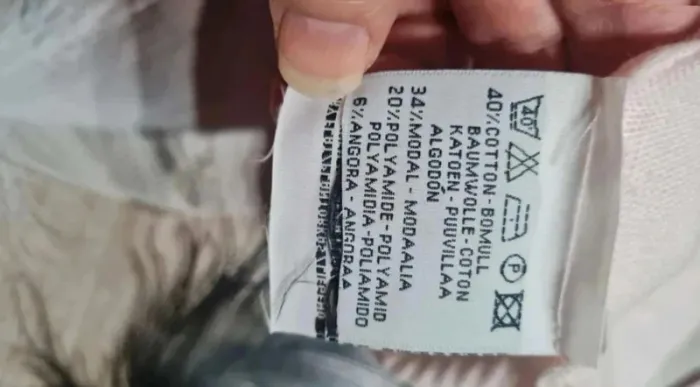 40
P
40% COTTON - BOMULL
BAUMWOLLE - COTON
KATOEN - PUUVILLAA
ALGODÓN
34% MODAL - MODAALIA
20% POLYAMIDE - POLYAMID
POLYAMIDIA - POLIAMIDO
6% ANGORA - ANGORAA